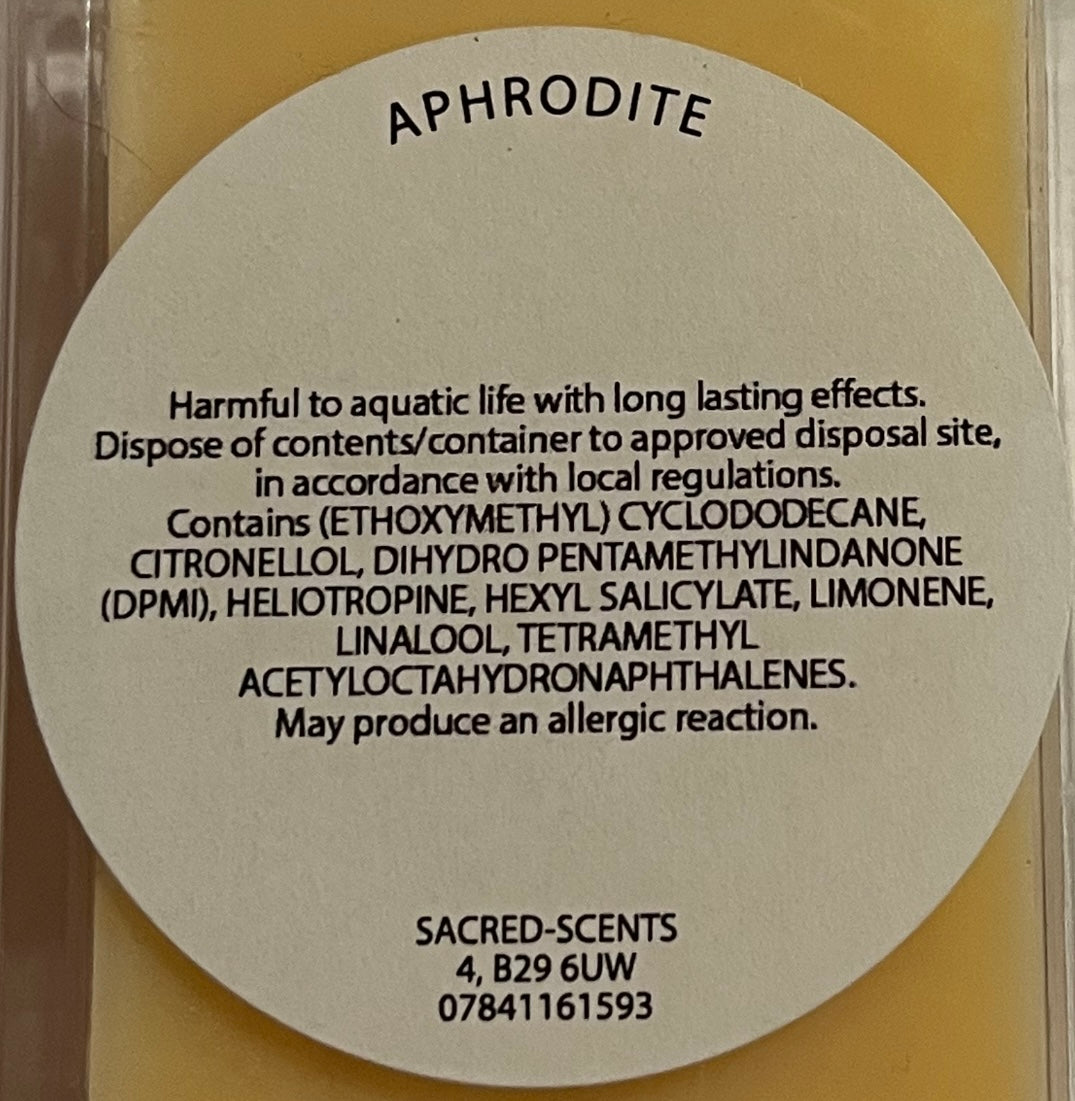 APHRODITE
Harmful to aquatic life with long lasting effects.
Dispose of contents/container to approved disposal site,
in accordance with local regulations.
Contains (ETHOXYMETHYL) CYCLODODECANE,
CITRONELLOL, DIHYDRO PENTAMETHYLINDANONE
(DPMI), HELIOTROPINE, HEXYL SALICYLATE, LIMONENE,
LINALOOL, TETRAMETHYL
ACETYLOCTAHYDRONAPHTHALENES.
May produce an allergic reaction.
SACRED-SCENTS
4, B29 6UW
07841161593